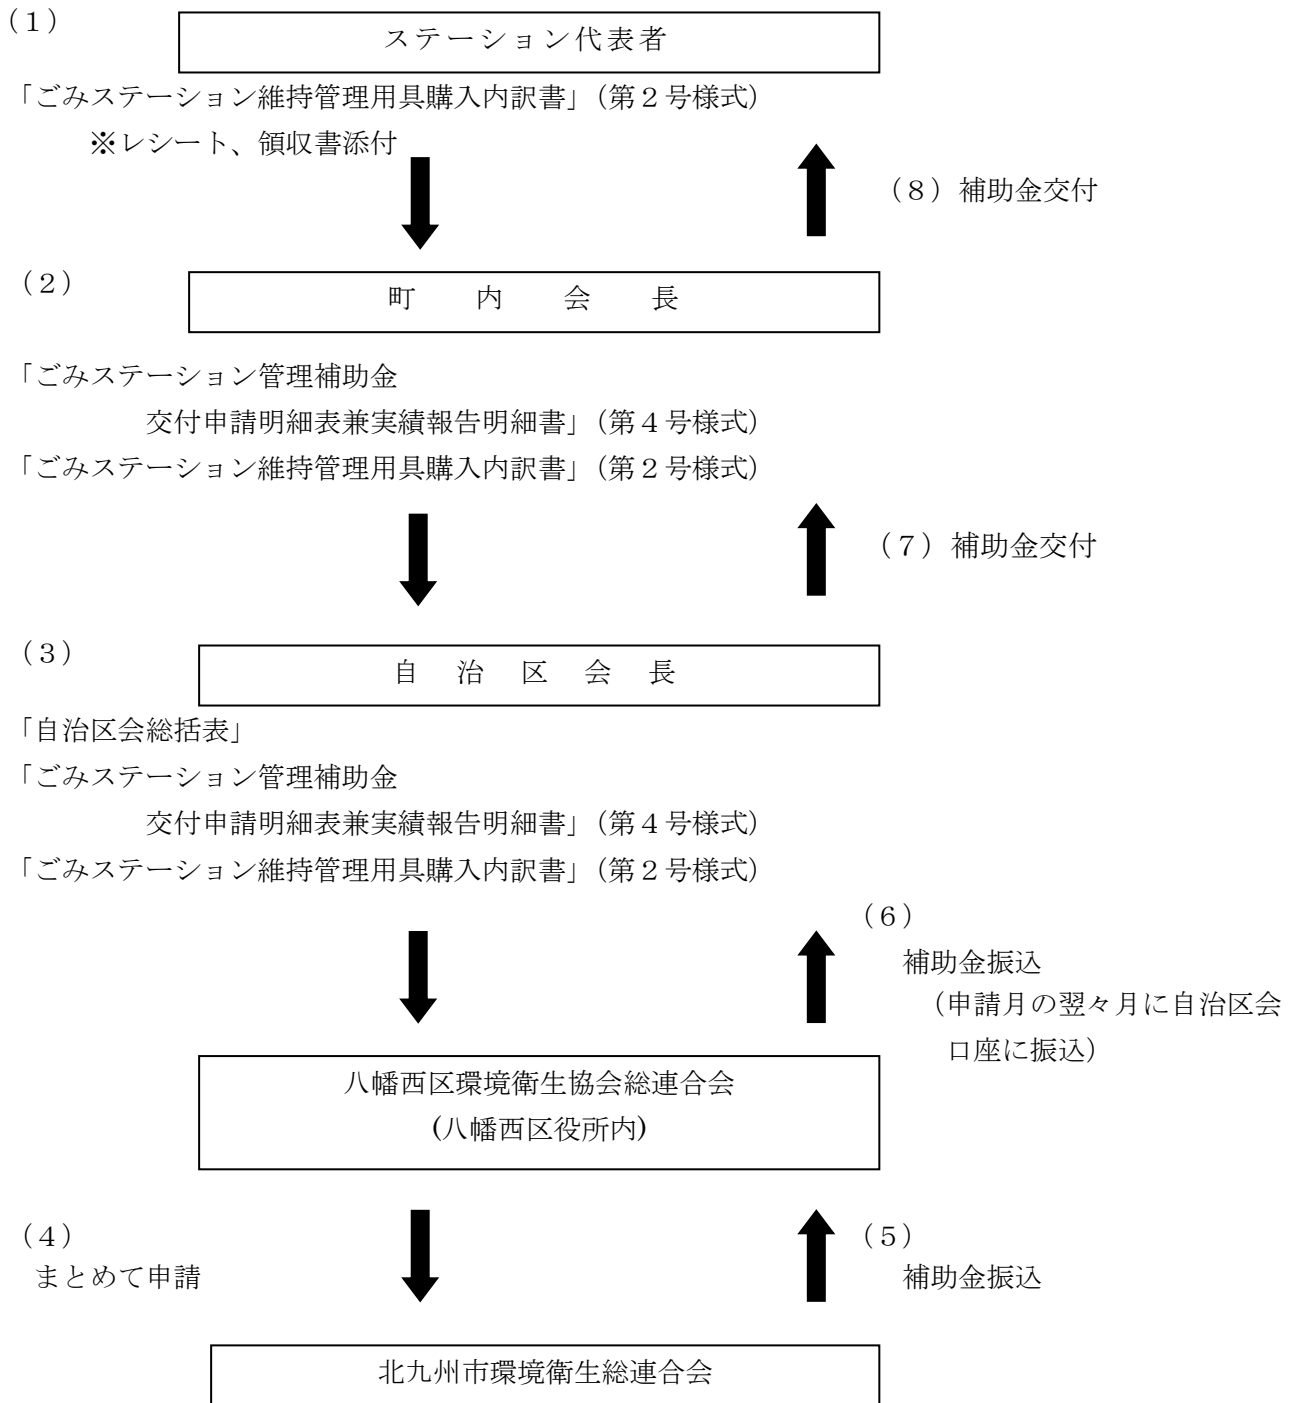 （１）
ステーション代表者
「ごみステーション維持管理用具購入内訳書」（第２号様式）
※レシート、領収書添付
（８）補助金交付
（２）
町　内　会　長
「ごみステーション管理補助金
交付申請明細表兼実績報告明細書」（第４号様式）
「ごみステーション維持管理用具購入内訳書」（第２号様式）
（７）補助金交付
（３）
自　治　区　会　長
「自治区会総括表」
「ごみステーション管理補助金
交付申請明細表兼実績報告明細書」（第４号様式）
「ごみステーション維持管理用具購入内訳書」（第２号様式）
（６）
補助金振込
（申請月の翌々月に自治区会
口座に振込）
八幡西区環境衛生協会総連合会
(八幡西区役所内)
（４）
まとめて申請
（５）
補助金振込
北九州市環境衛生総連合会